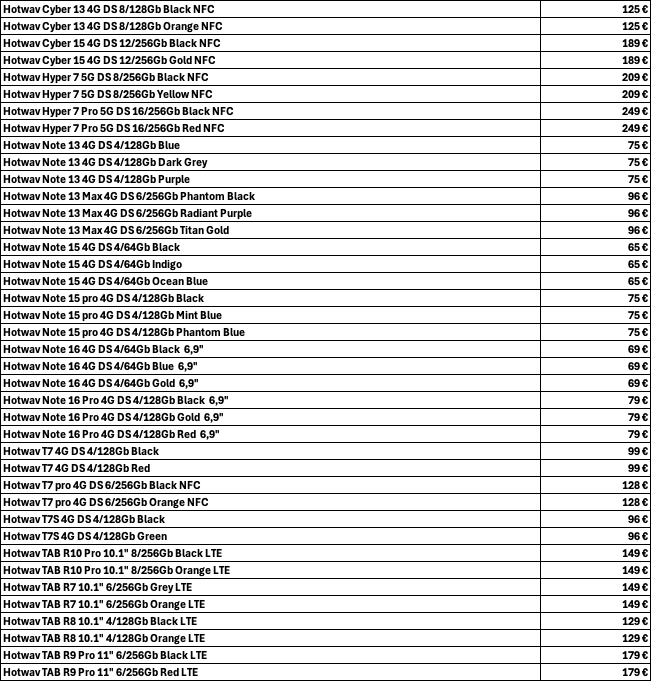 Hotwav Cyber 13 4G DS 8/128Gb Black NFC 125 €
Hotwav Cyber 13 4G DS 8/128Gb Orange NFC 125 €
Hotwav Cyber 15 4G DS 12/256Gb Black NFC 189 €
Hotwav Cyber 15 4G DS 12/256Gb Gold NFC 189 €
Hotwav Hyper 7 5G DS 8/256Gb Black NFC 209 €
Hotwav Hyper 7 5G DS 8/256Gb Yellow NFC 209 €
Hotwav Hyper 7 Pro 5G DS 16/256Gb Black NFC 249 €
Hotwav Hyper 7 Pro 5G DS 16/256Gb Red NFC 249 €
Hotwav Note 13 4G DS 4/128Gb Blue 75 €
Hotwav Note 13 4G DS 4/128Gb Dark Grey 75 €
Hotwav Note 13 4G DS 4/128Gb Purple 75 €
Hotwav Note 13 Max 4G DS 6/256Gb Phantom Black 96 €
Hotwav Note 13 Max 4G DS 6/256Gb Radiant Purple 96 €
Hotwav Note 13 Max 4G DS 6/256Gb Titan Gold 96 €
Hotwav Note 15 4G DS 4/64Gb Black 65 €
Hotwav Note 15 4G DS 4/64Gb Indigo 65 €
Hotwav Note 15 4G DS 4/64Gb Ocean Blue 65 €
Hotwav Note 15 pro 4G DS 4/128Gb Black 75 €
Hotwav Note 15 pro 4G DS 4/128Gb Mint Blue 75 €
Hotwav Note 15 pro 4G DS 4/128Gb Phantom Blue 75 €
Hotwav Note 16 4G DS 4/64Gb Black 6,9" 69 €
Hotwav Note 16 4G DS 4/64Gb Blue 6,9" 69 €
Hotwav Note 16 4G DS 4/64Gb Gold 6,9" 69 €
Hotwav Note 16 Pro 4G DS 4/128Gb Black 6,9" 79 €
Hotwav Note 16 Pro 4G DS 4/128Gb Gold 6,9" 79 €
Hotwav Note 16 Pro 4G DS 4/128Gb Red 6,9" 79 €
Hotwav T7 4G DS 4/128Gb Black 99 €
Hotwav T7 4G DS 4/128Gb Red 99 €
Hotwav T7 pro 4G DS 6/256Gb Black NFC 128 €
Hotwav T7 pro 4G DS 6/256Gb Orange NFC 128 €
Hotwav T7S 4G DS 4/128Gb Black 96 €
Hotwav T7S 4G DS 4/128Gb Green 96 €
Hotwav TAB R10 Pro 10.1" 8/256Gb Black LTE 149 €
Hotwav TAB R10 Pro 10.1" 8/256Gb Orange LTE 149 €
Hotwav TAB R7 10.1" 6/256Gb Grey LTE 149 €
Hotwav TAB R7 10.1" 6/256Gb Orange LTE 149 €
Hotwav TAB R8 10.1" 4/128Gb Black LTE 129 €
Hotwav TAB R8 10.1" 4/128Gb Orange LTE 129 €
Hotwav TAB R9 Pro 11" 6/256Gb Black LTE 179 €
Hotwav TAB R9 Pro 11" 6/256Gb Red LTE 179 €